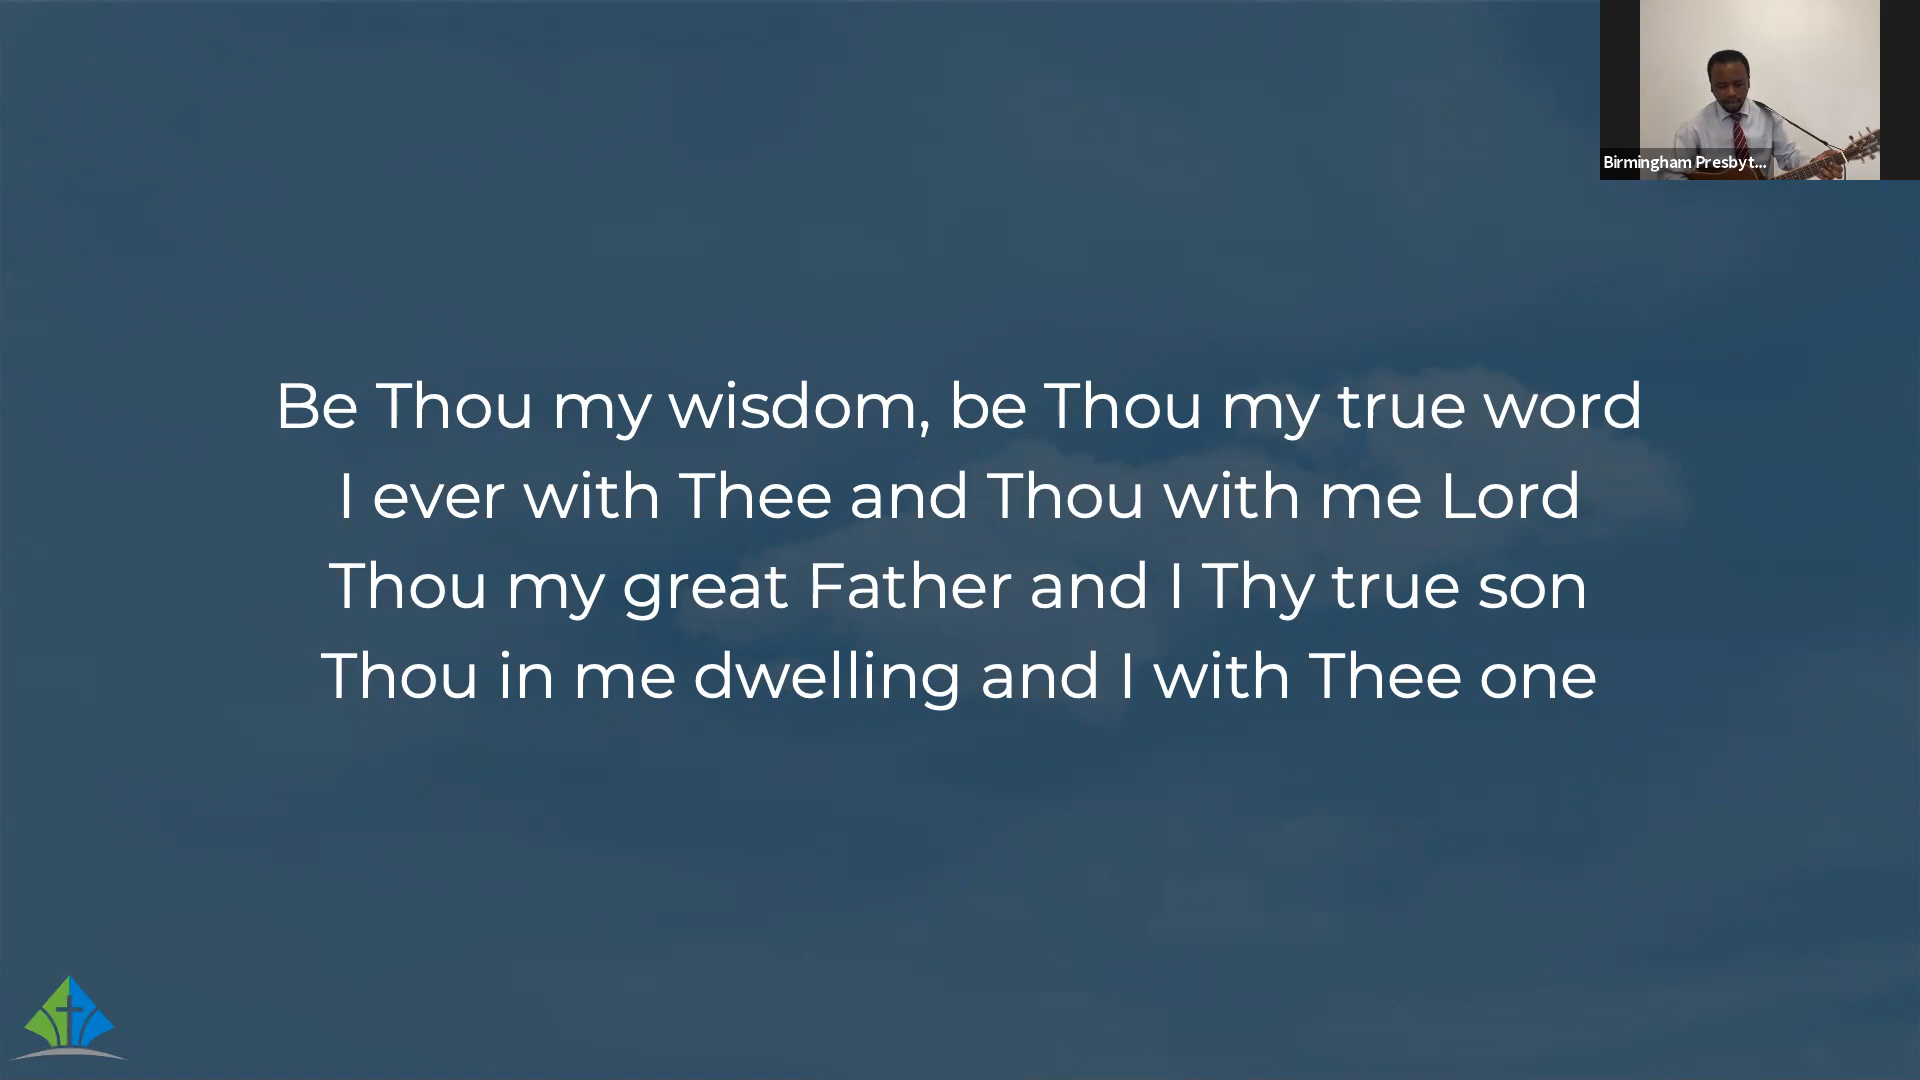 Birmingham Presbyt...
Be Thou my wisdom, be Thou my true word
I ever with Thee and Thou with me Lord
Thou my great Father and I Thy true son
Thou in me dwelling and I with Thee one